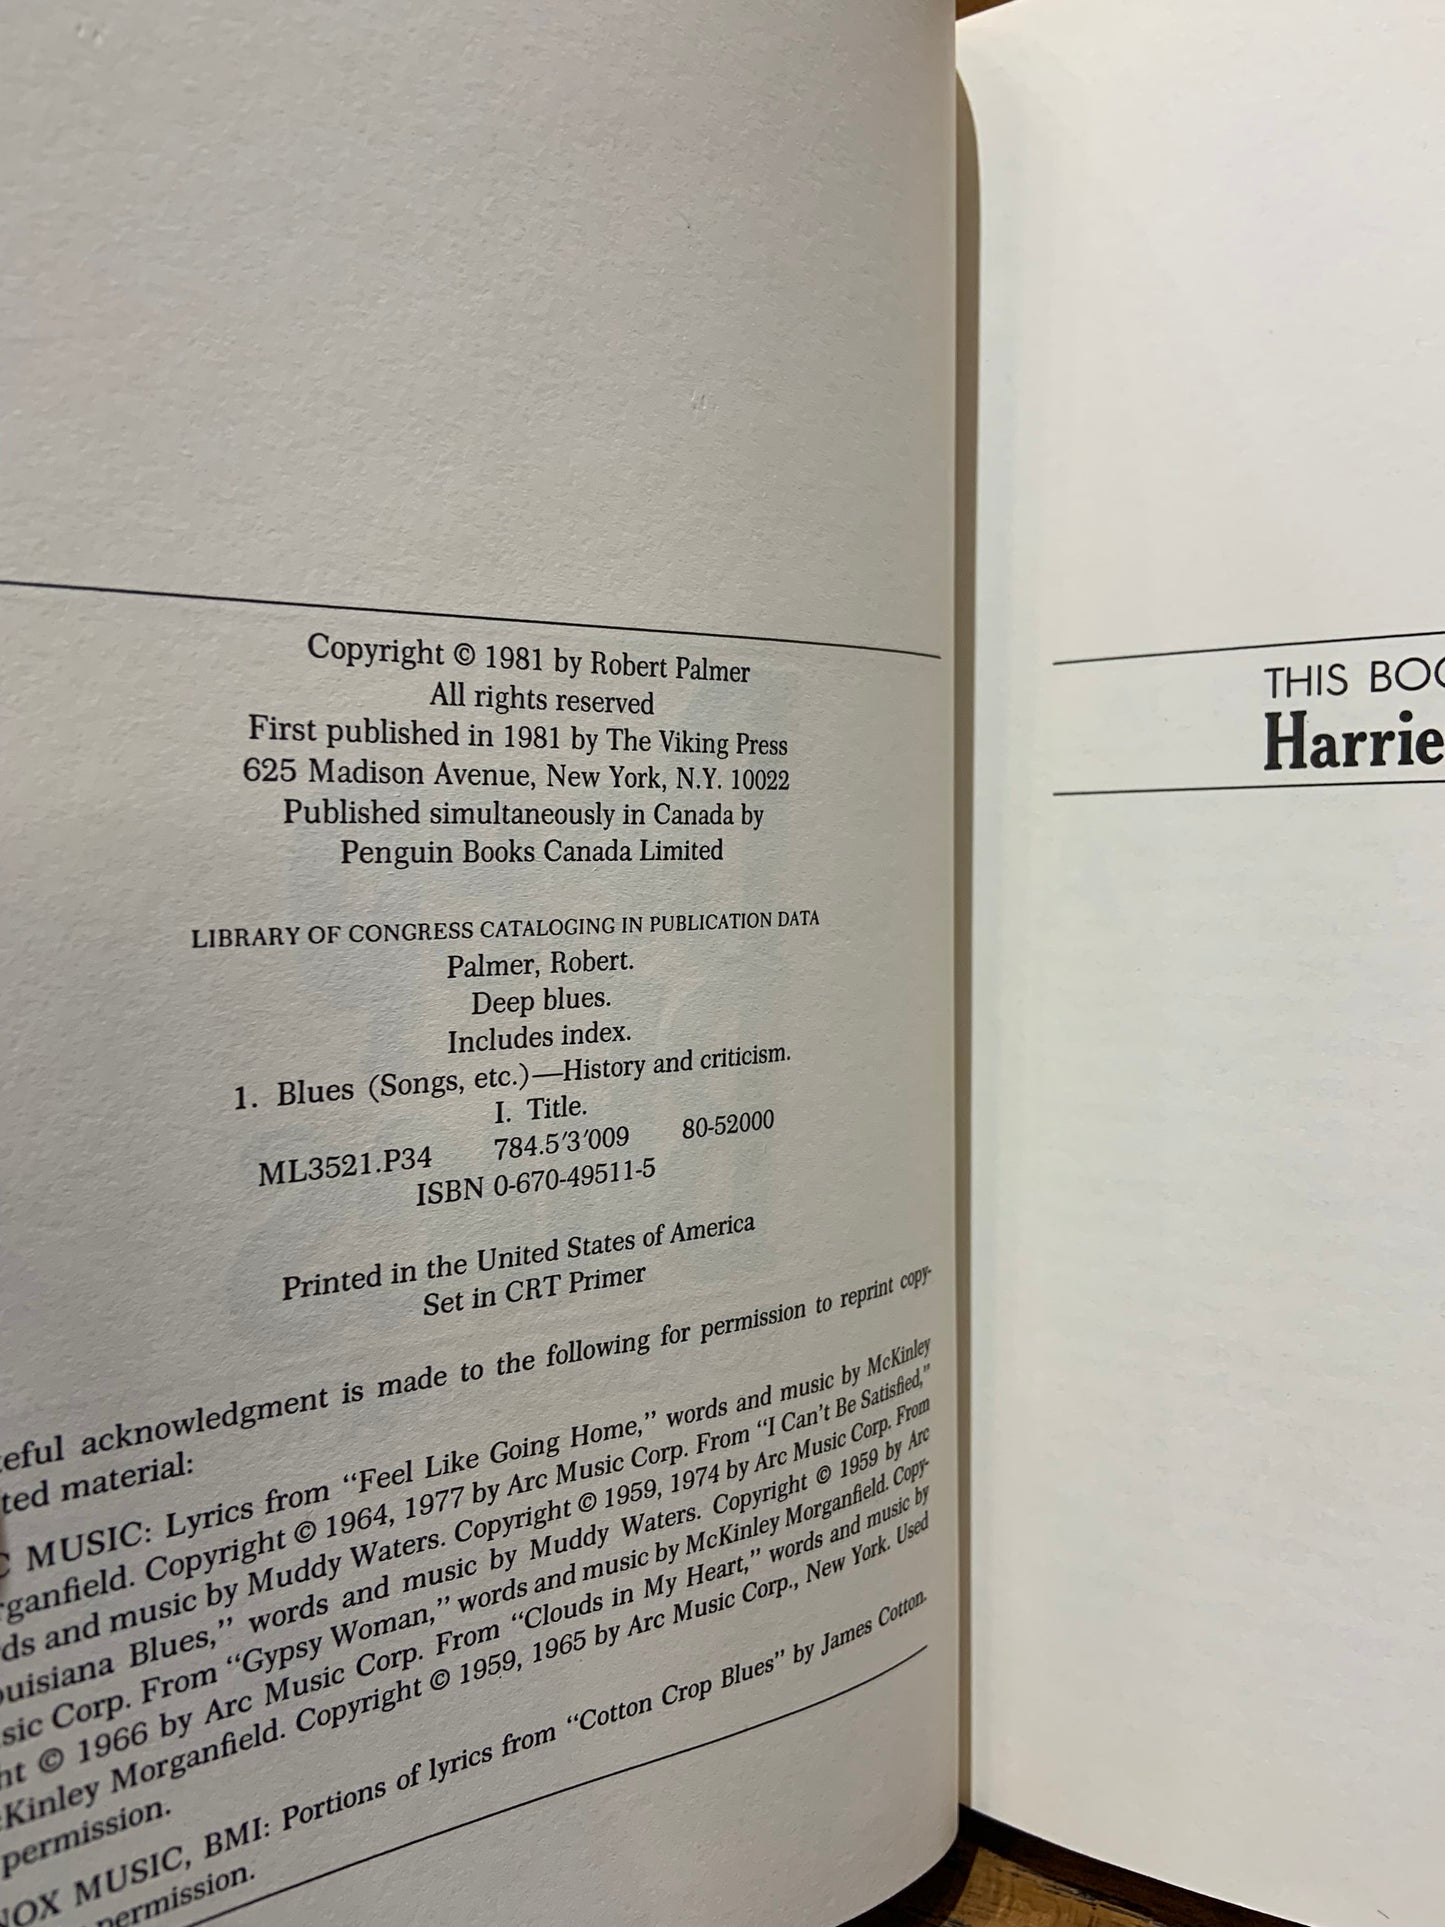 Copyright © 1981 by Robert Palmer
All rights reserved
First published in 1981 by The Viking Press
625 Madison Avenue, New York, N.Y. 10022
Published simultaneously in Canada by
Penguin Books Canada Limited
LIBRARY OF CONGRESS CATALOGING IN PUBLICATION DATA
Palmer, Robert.
Deep blues.
Includes index.
1. Blues (Songs, etc.)—History and criticism.
I. Title.
ML3521.P34 784.5′3′009 80-52000
ISBN 0-670-49511-5
Printed in the United States of America
Set in CRT Primer
eful acknowledgment is made to the following for permission to reprint copy-
ted material:
C MUSIC: Lyrics from “Feel Like Going Home,” words and music by McKinley
rganfield. Copyright © 1964, 1977 by Arc Music Corp. From “I Can’t Be Satisfied,”
ds and music by Muddy Waters. Copyright © 1959, 1974 by Arc Music Corp. From
ouisiana Blues,” words and music by Muddy Waters. Copyright © 1959 by Arc
sic Corp. From “Gypsy Woman,” words and music by McKinley Morganfield. Copy-
ht © 1966 by Arc Music Corp. From “Clouds in My Heart,” words and music by
cKinley Morganfield. Copyright © 1959, 1965 by Arc Music Corp., New York. Used
permission.
NOX MUSIC, BMI: Portions of lyrics from “Cotton Crop Blues” by James Cotton.
permission.
THIS BOO
Harrie